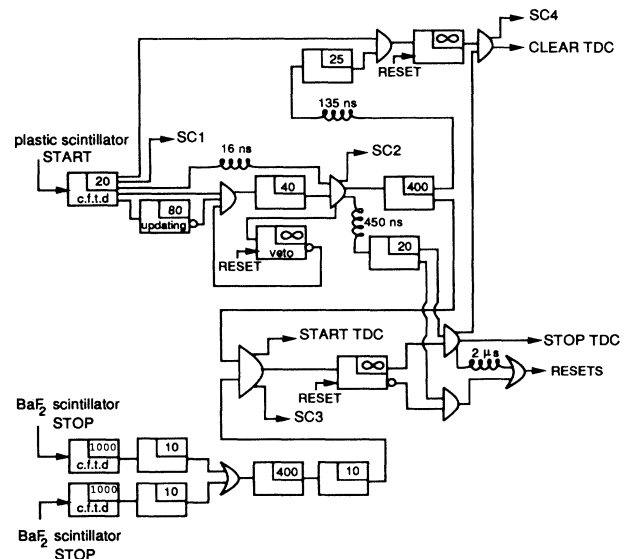 SC4
CLEAR TDC
∞
25
RESET
135 ns
plastic scintillator
START
SC1
16 ns
SC2
20
c.f.t.d
40
400
80
updating
450 ns
∞
veto
RESET
20
START TDC
STOP TDC
∞
2 μs
RESETS
RESET
SC3
BaF2 scintillator
STOP
1000
c.f.t.d
10
400
10
1000
c.f.t.d
10
BaF2 scintillator
STOP